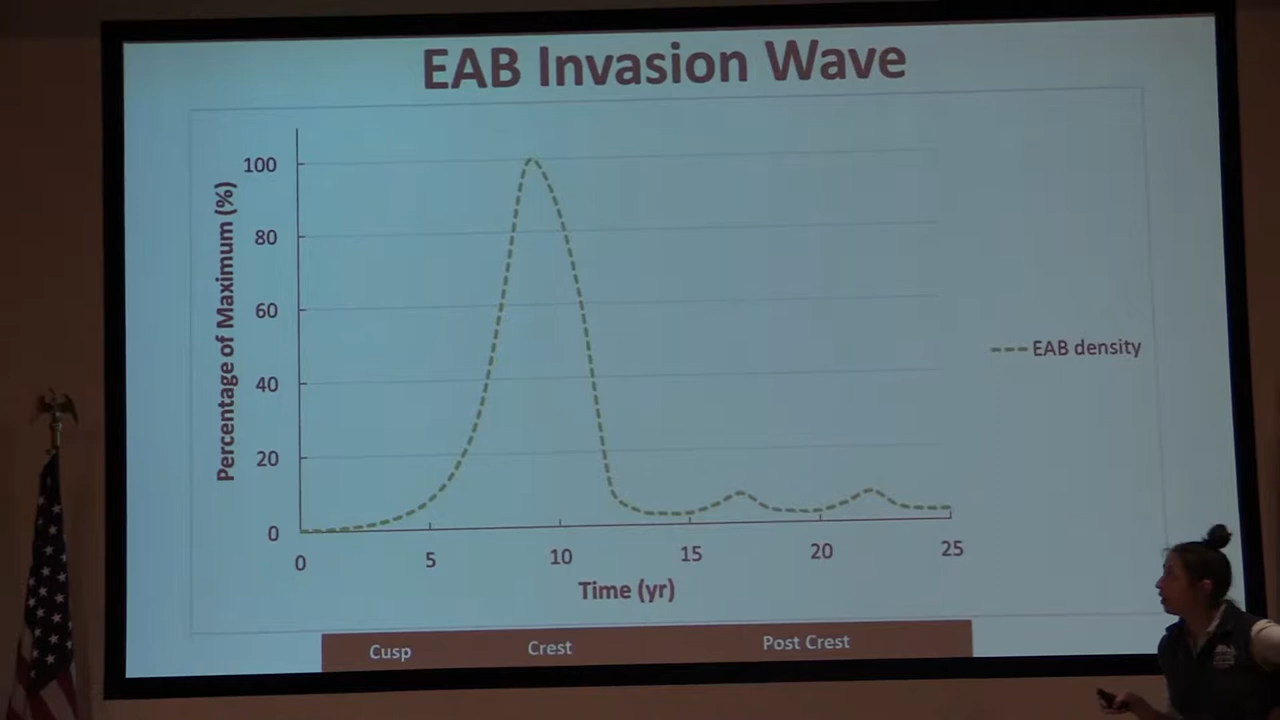 EAB Invasion Wave
Percentage of Maximum (%)
100
80
60
40
20
0
0 5 10 15 20 25
Time (yr)
EAB density
Cusp Crest Post Crest